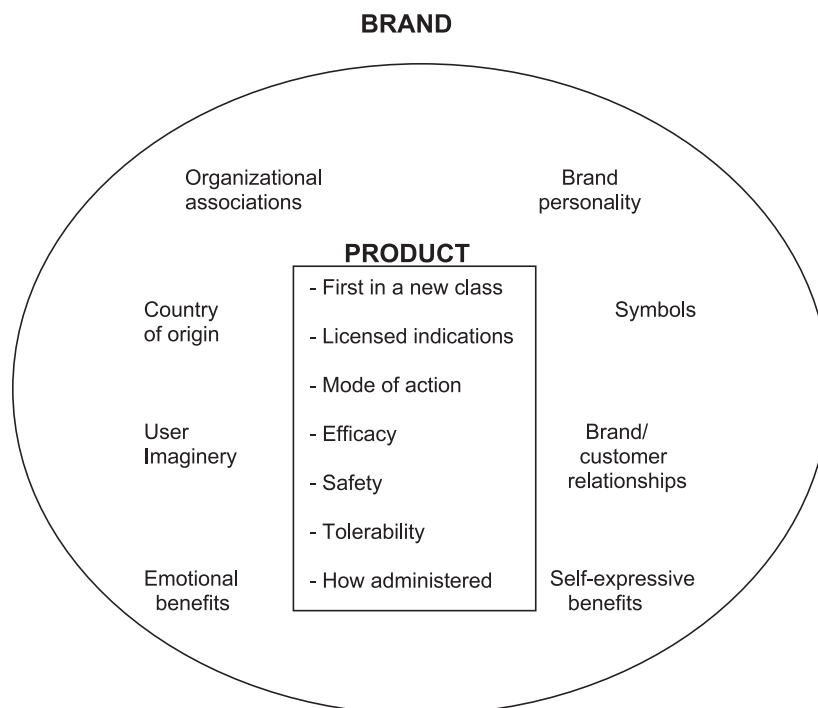 BRAND
Organizational
associations
Brand
personality
PRODUCT
- First in a new class
- Licensed indications
- Mode of action
- Efficacy
- Safety
- Tolerability
- How administered
Country
of origin
Symbols
User
Imaginery
Brand/
customer
relationships
Emotional
benefits
Self-expressive
benefits